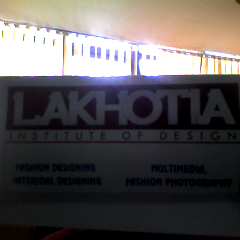 LAKHOTIA
INSTITUTE OF DESIGN
FASHION DESIGNING MULTIMEDIA,
INTERIOR DESIGNING FASHION PHOTOGRAPHY